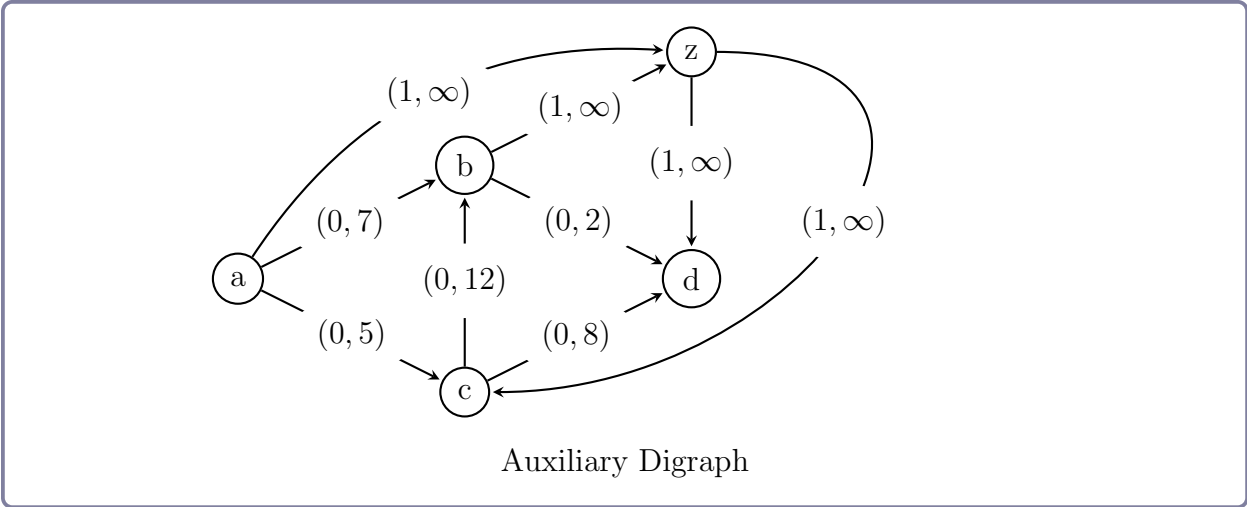 z
(1, ∞)
(1, ∞)
b
(1, ∞)
(0, 7)
(0, 2)
(1, ∞)
a
(0, 12)
d
(0, 5)
(0, 8)
c
Auxiliary Digraph